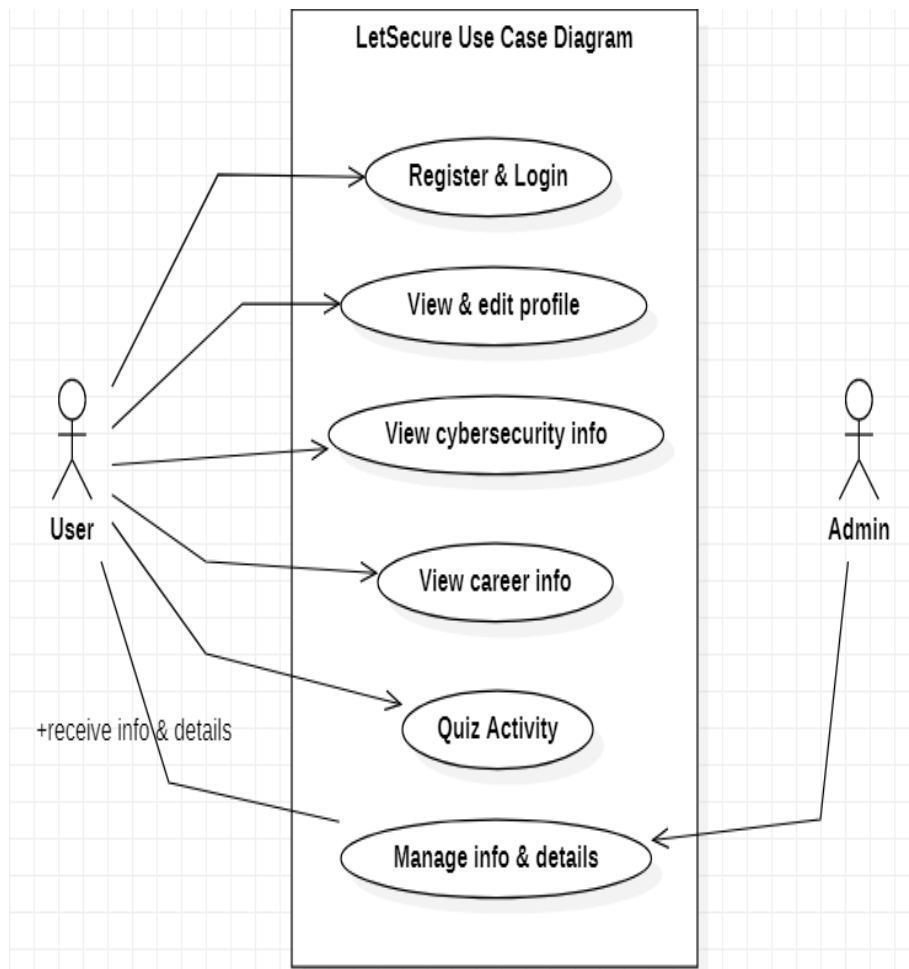 LetSecure Use Case Diagram
Register & Login
View & edit profile
View cybersecurity info
User
Admin
View career info
Quiz Activity
+receive info & details
Manage info & details